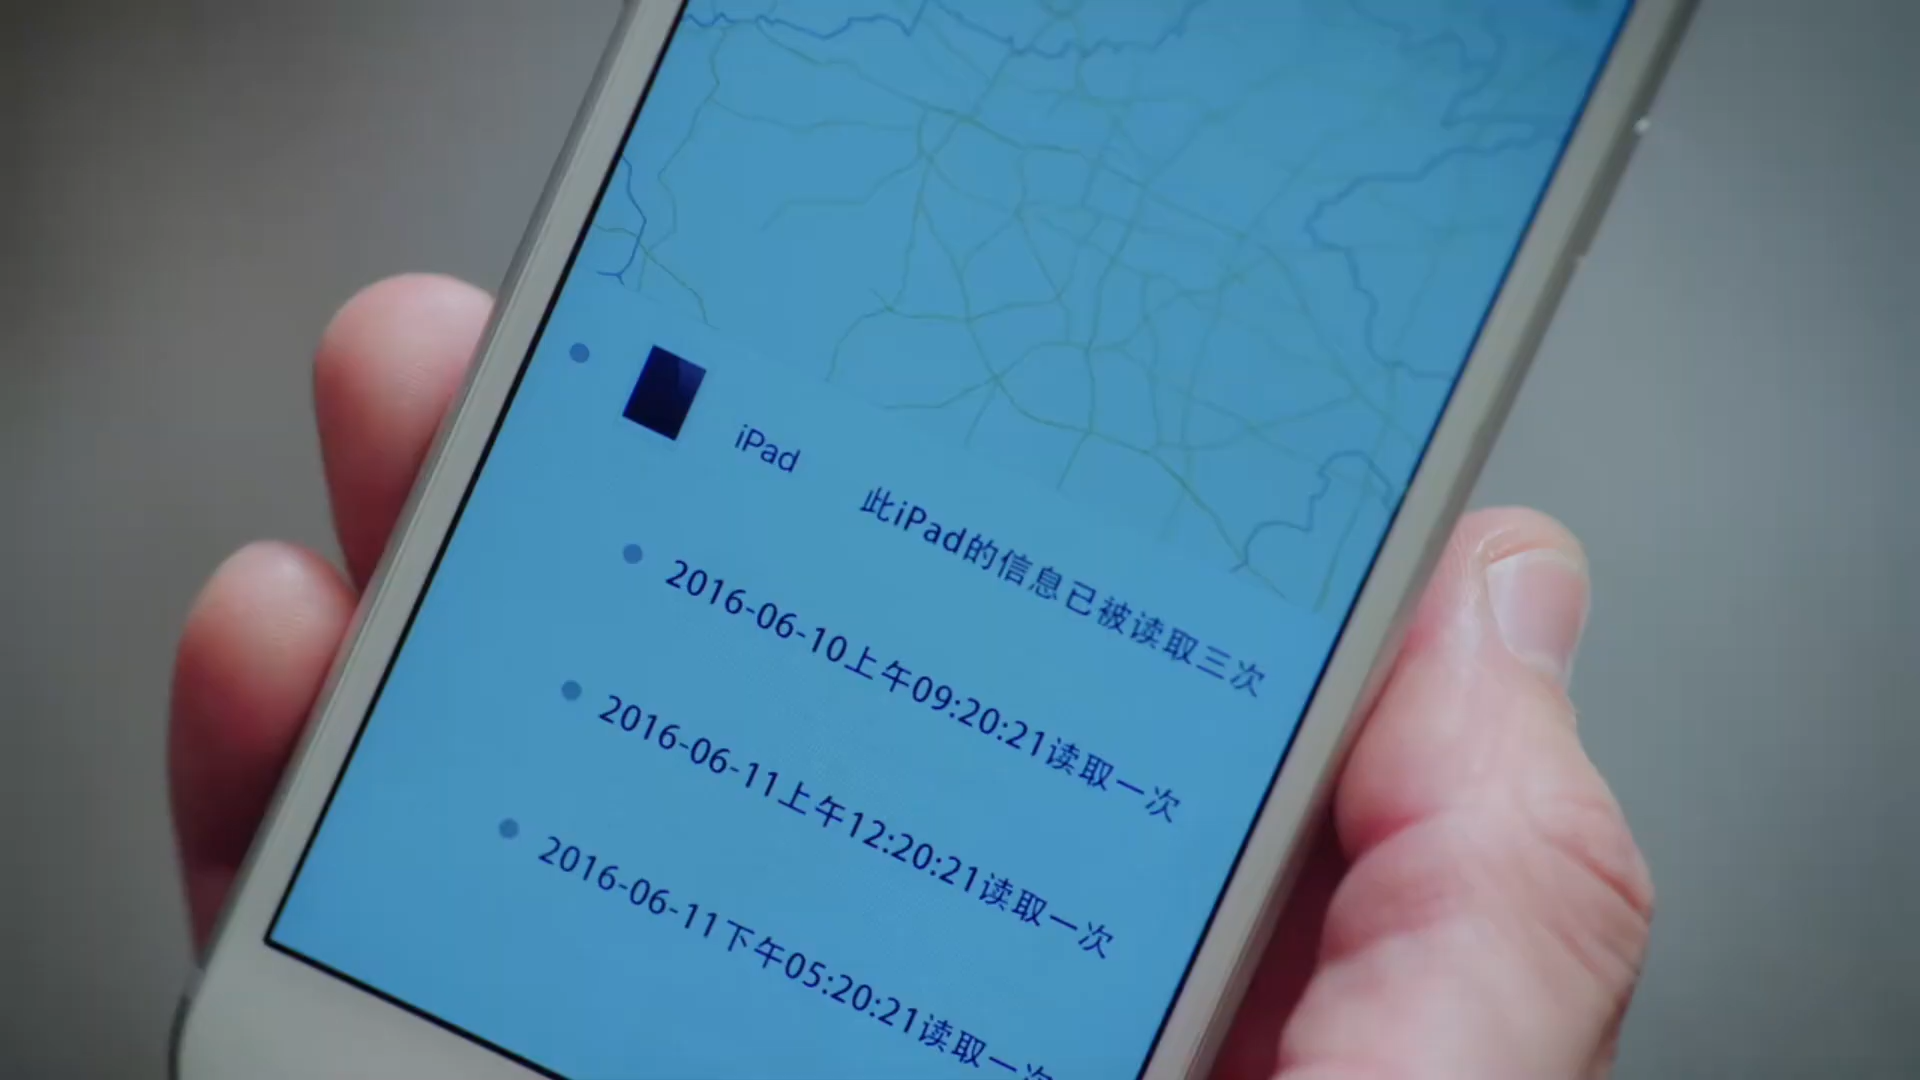 iPad
此iPad的信息已被读取三次
2016-06-10上午09:20:21读取一次
2016-06-11上午12:20:21读取一次
2016-06-11下午05:20:21读取一次